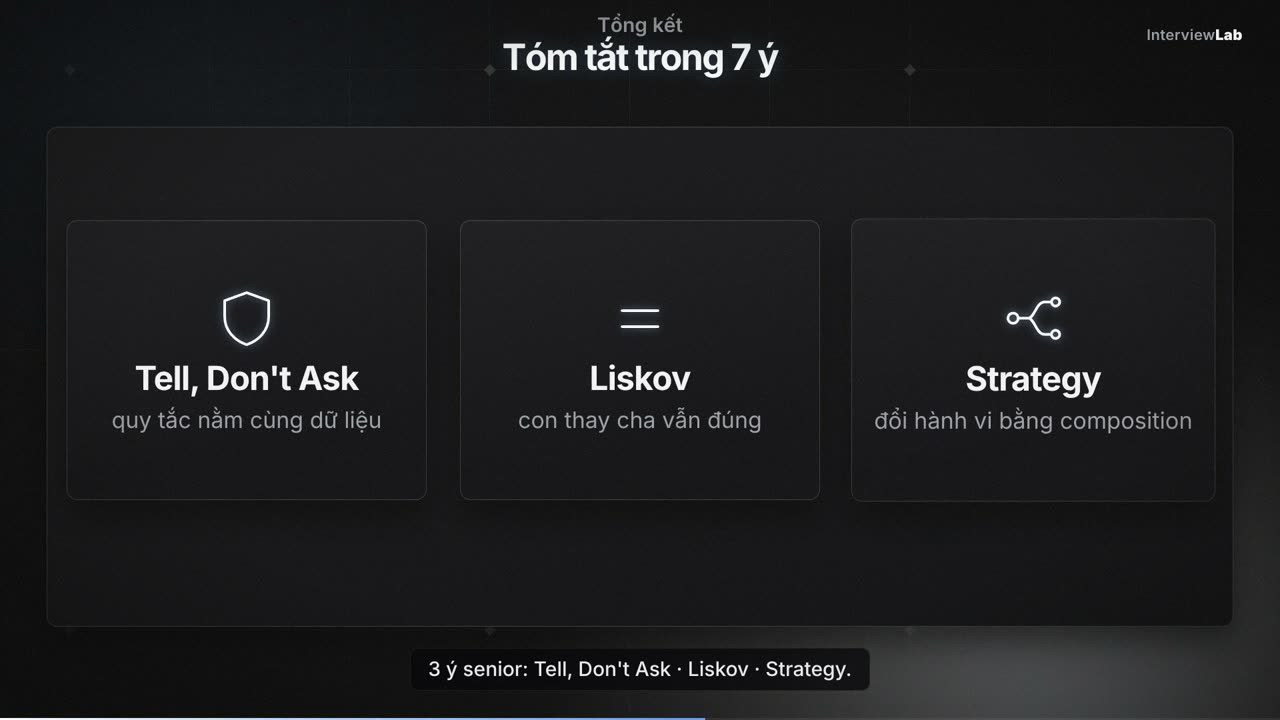 Tổng kết
Tóm tắt trong 7 ý
InterviewLab
Tell, Don't Ask
quy tắc nằm cùng dữ liệu
Liskov
con thay cha vẫn đúng
Strategy
đổi hành vi bằng composition
3 ý senior: Tell, Don't Ask · Liskov · Strategy.